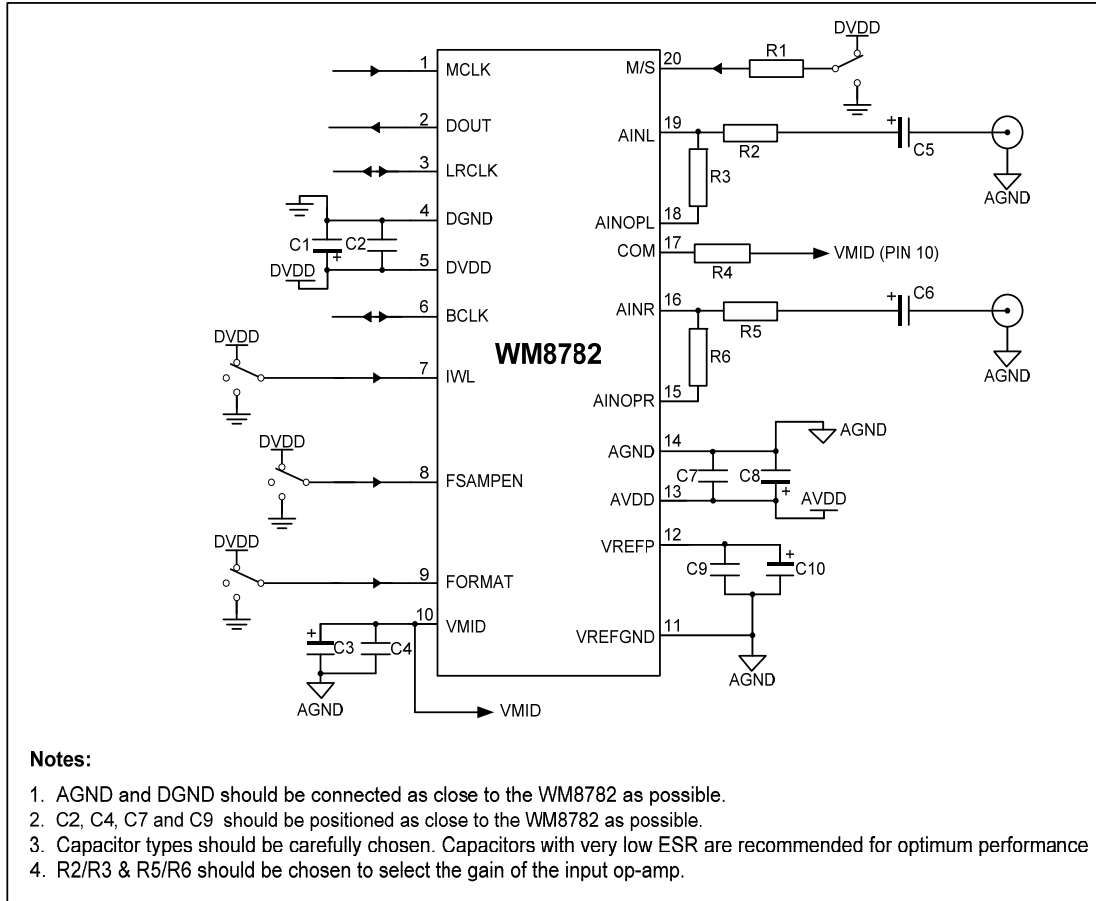 DVDD
R1
1 MCLK
M/S 20
2 DOUT
AINL 19
R2
+ C5
3 LRCLK
R3
AGND
4 DGND
AINOPL 18
C1 + C2
COM 17
R4
VMID (PIN 10)
DVDD
5 DVDD
6 BCLK
AINR 16
R5
+ C6
WM8782
R6
DVDD
7 IWL
AGND
AINOPR 15
AGND 14
AGND
DVDD
8 FSAMPEN
C7 C8 +
AVDD 13
AVDD
DVDD
VREFP 12
C9 + C10
9 FORMAT
10 VMID
VREFGND 11
+ C3 C4
AGND
AGND
VMID
Notes:
1. AGND and DGND should be connected as close to the WM8782 as possible.
2. C2, C4, C7 and C9 should be positioned as close to the WM8782 as possible.
3. Capacitor types should be carefully chosen. Capacitors with very low ESR are recommended for optimum performance
4. R2/R3 & R5/R6 should be chosen to select the gain of the input op-amp.